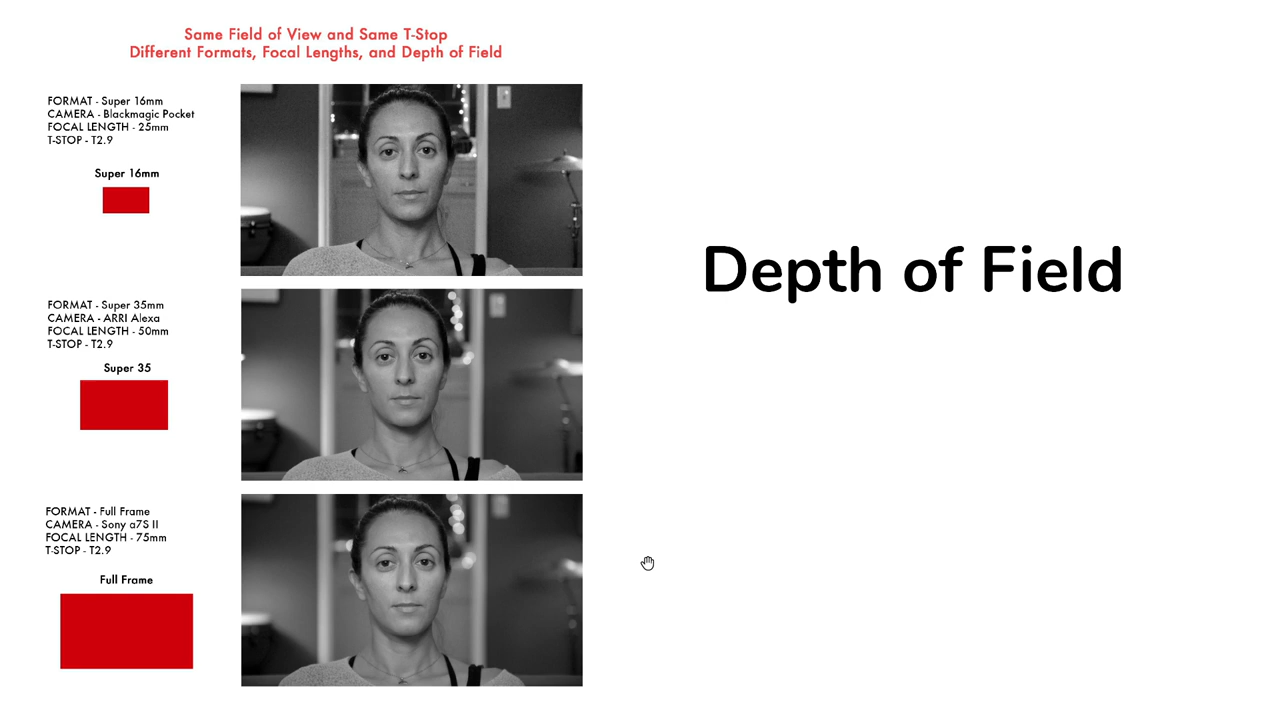 Same Field of View and Same T-Stop
Different Formats, Focal Lengths, and Depth of Field
FORMAT - Super 16mm
CAMERA - Blackmagic Pocket
FOCAL LENGTH - 25mm
T-STOP - T2.9
Super 16mm
FORMAT - Super 35mm
CAMERA - ARRI Alexa
FOCAL LENGTH - 50mm
T-STOP - T2.9
Super 35
FORMAT - Full Frame
CAMERA - Sony a7S II
FOCAL LENGTH - 75mm
T-STOP - T2.9
Full Frame
Depth of Field